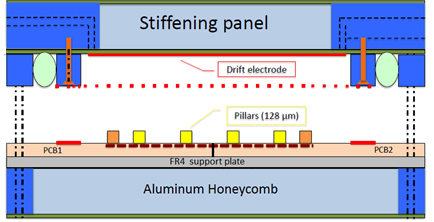 Stiffening panel
Drift electrode
Pillars (128 µm)
PCB1
PCB2
FR4 support plate
Aluminum Honeycomb